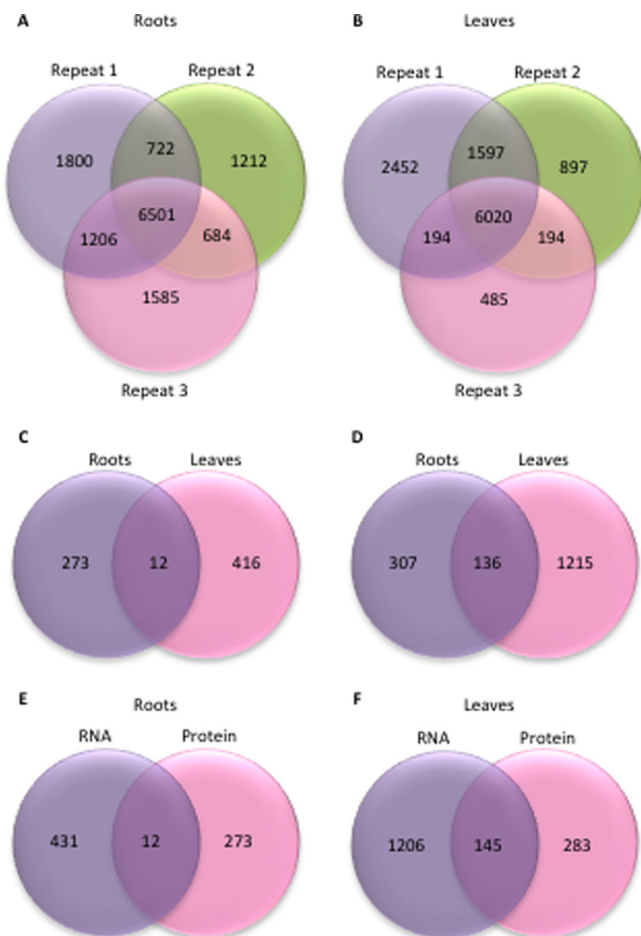 A Roots
Repeat 1 Repeat 2
1800 722 1212
6501
1206 684
1585
Repeat 3
B Leaves
Repeat 1 Repeat 2
2452 1597 897
6020
194 194
485
Repeat 3
C
Roots Leaves
273 12 416
D
Roots Leaves
307 136 1215
E Roots
RNA Protein
431 12 273
F Leaves
RNA Protein
1206 145 283